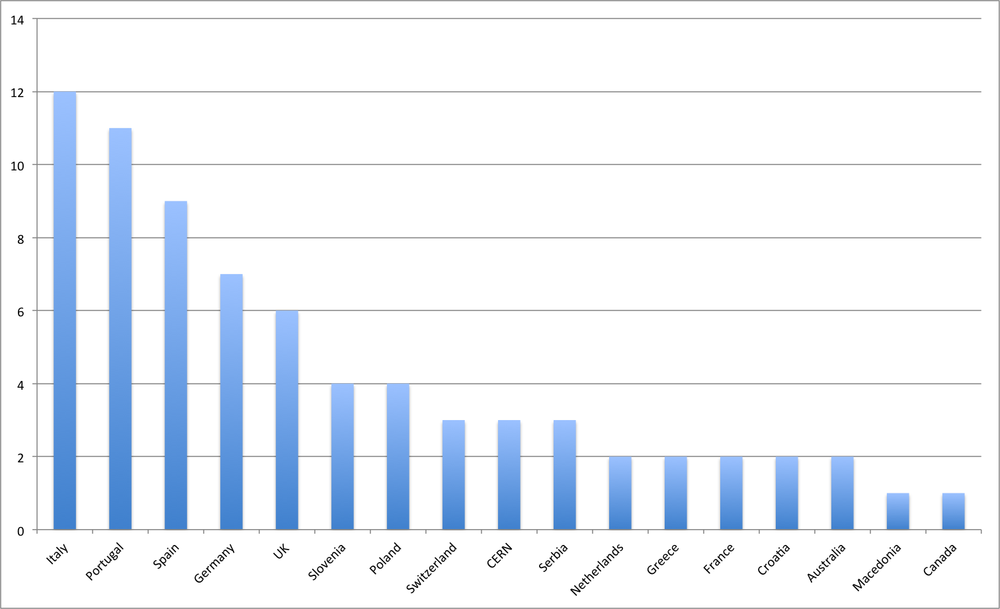 14
12
10
8
6
4
2
0
Italy
Portugal
Spain
Germany
UK
Slovenia
Poland
Switzerland
CERN
Serbia
Netherlands
Greece
France
Croatia
Australia
Macedonia
Canada